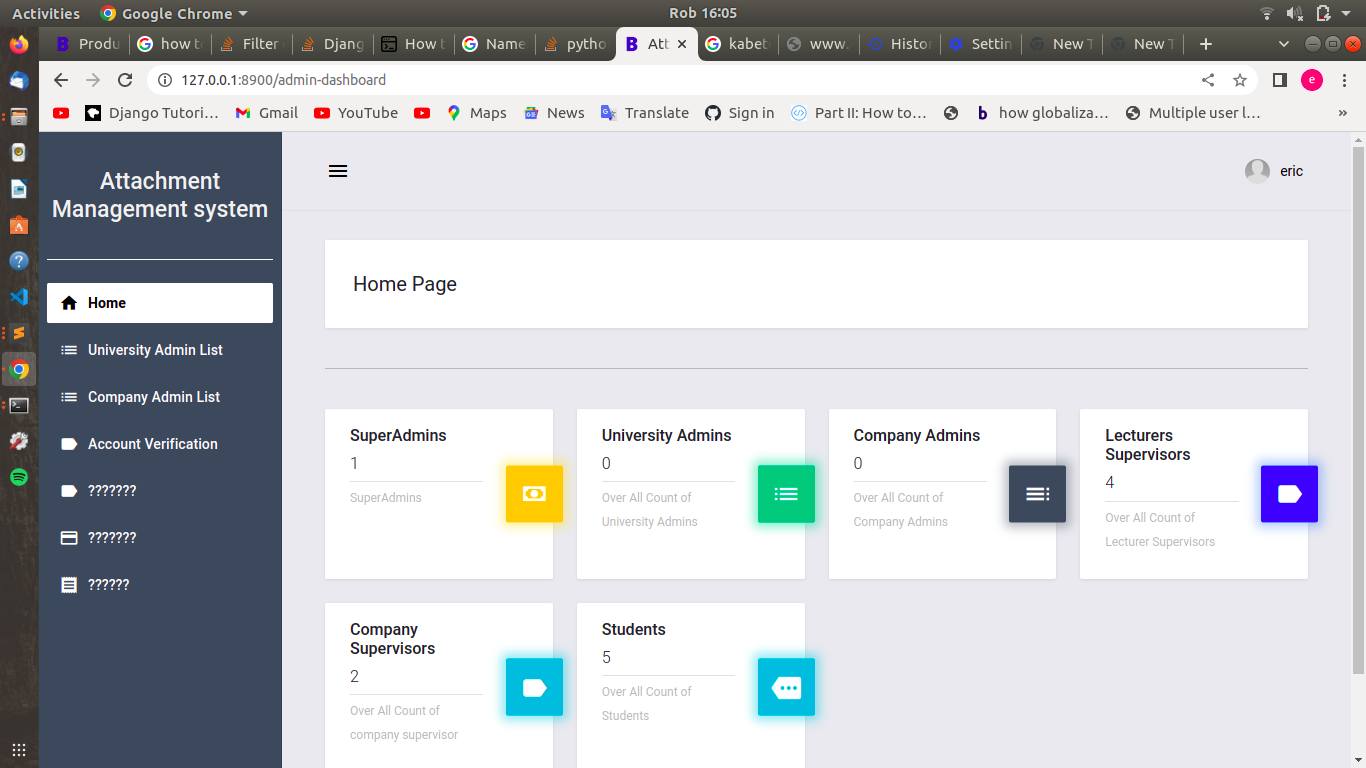 Activities
Google Chrome
Rob 16:05
Produ
how to
Filter
Djang
How t
Name
pytho
Att
kabet
www.
Histor
Settin
New T
New T
127.0.0.1:8900/admin-dashboard
e
Django Tutori...
Gmail
YouTube
Maps
News
Translate
Sign in
Part II: How to...
b
how globaliza...
Multiple user l...
»
Attachment
Management system
eric
Home Page
Home
University Admin List
Company Admin List
Account Verification
???????
???????
??????
SuperAdmins
1
SuperAdmins
University Admins
0
Over All Count of
University Admins
Company Admins
0
Over All Count of
Company Admins
Lecturers
Supervisors
4
Over All Count of
Lecturer Supervisors
Company
Supervisors
2
Over All Count of
company supervisor
Students
5
Over All Count of
Students